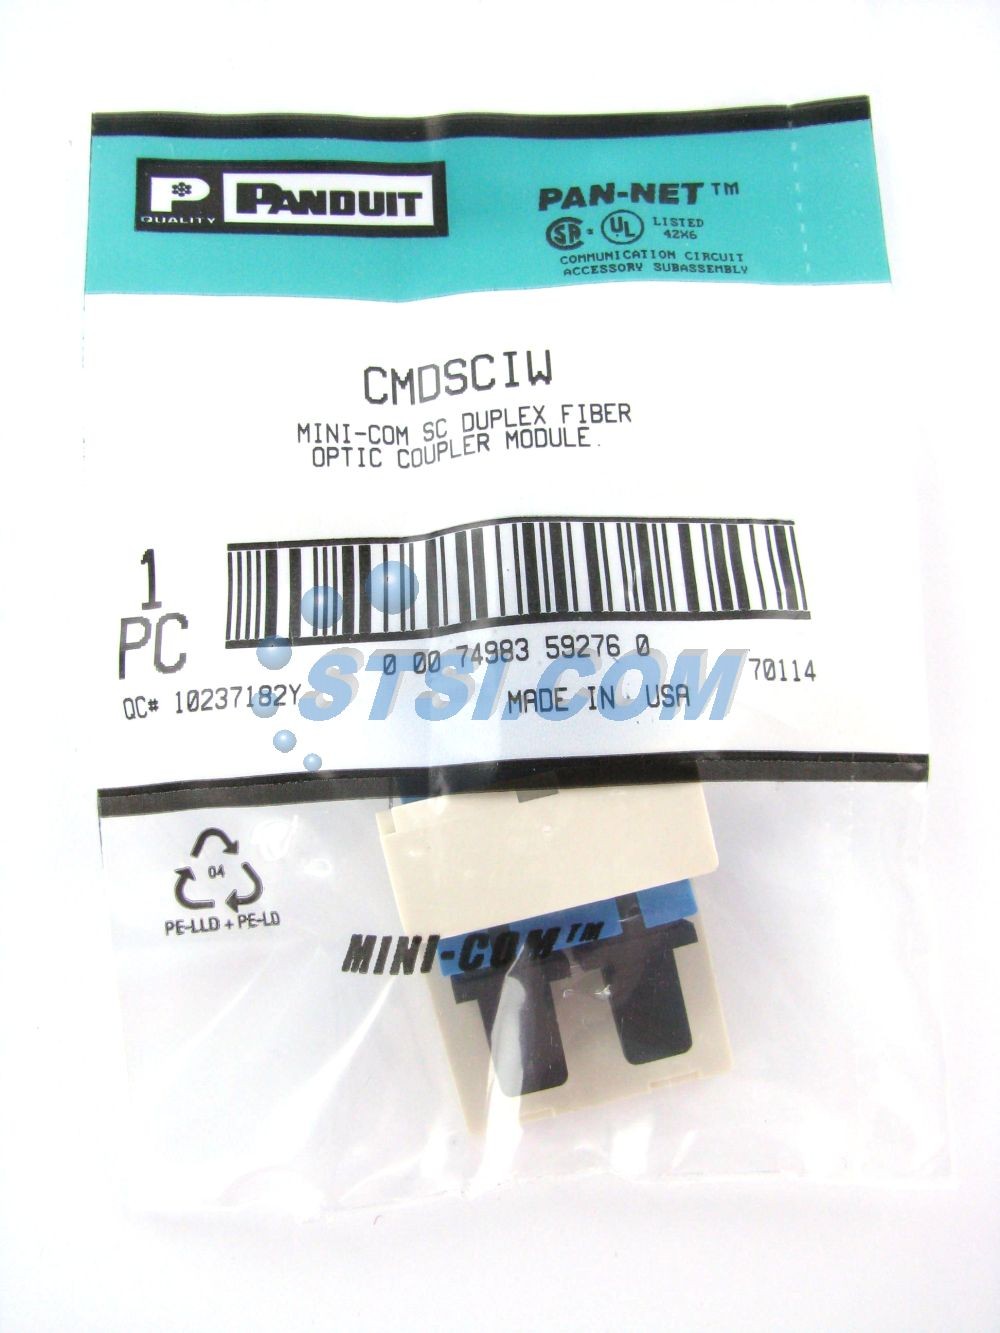 P
QUALITY
PANDUIT
PAN-NET™
SA ® UL LISTED
42X6
COMMUNICATION CIRCUIT
ACCESSORY SUBASSEMBLY
CMDSCIW
MINI-COM SC DUPLEX FIBER
OPTIC COUPLER MODULE.
1
PC
0 00 74983 59276 0
QC# 10237182Y
MADE IN USA
70114
STSI.COM
04
PE-LLD + PE-LD
MINI-COM™